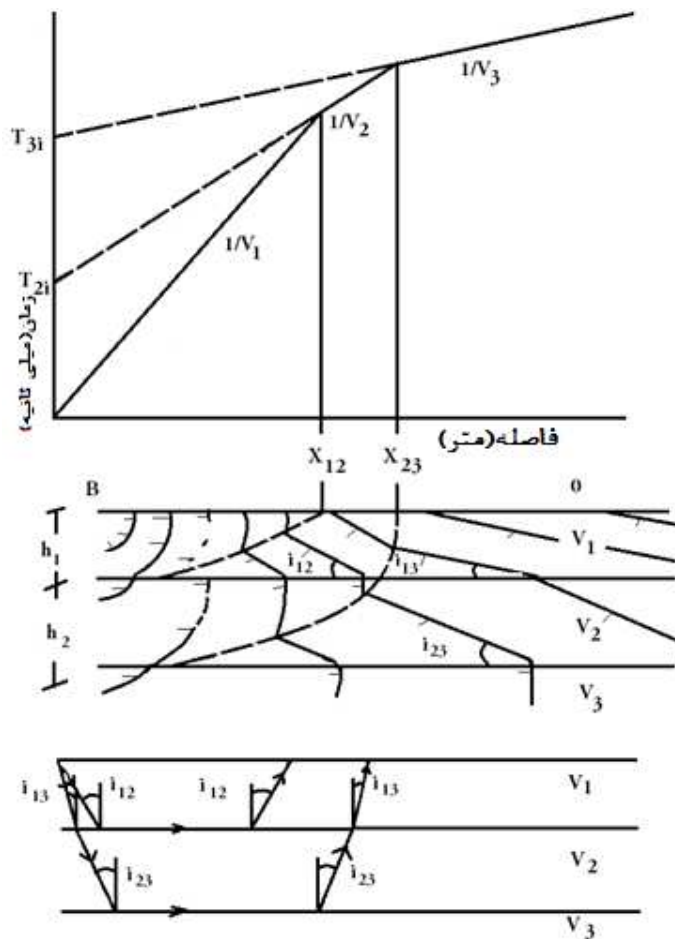 T3i
1/V3
1/V2
1/V1
T2i
زمان(میلی ثانیه)
فاصله(متر)
X12
X23
B
0
h1
V1
i12
i13
h2
V2
i23
V3
i13
i12
i12
i13
V1
i23
i23
V2
V3